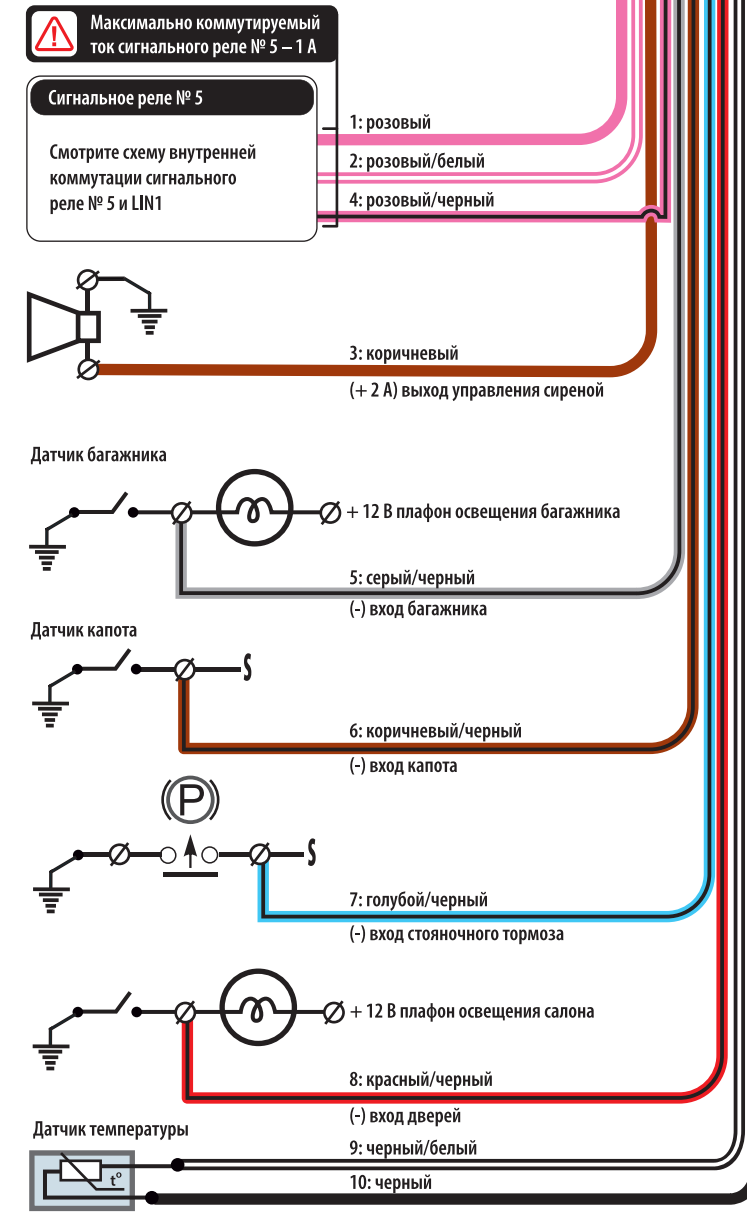 Максимально коммутируемый
ток сигнального реле № 5 – 1 А
Сигнальное реле № 5
Смотрите схему внутренней
коммутации сигнального
реле № 5 и LIN1
1: розовый
2: розовый/белый
4: розовый/черный
3: коричневый
(+ 2 А) выход управления сиреной
Датчик багажника
+ 12 В плафон освещения багажника
5: серый/черный
(-) вход багажника
Датчик капота
S
6: коричневый/черный
(-) вход капота
P
S
7: голубой/черный
(-) вход стояночного тормоза
+ 12 В плафон освещения салона
8: красный/черный
(-) вход дверей
Датчик температуры
9: черный/белый
t°
10: черный